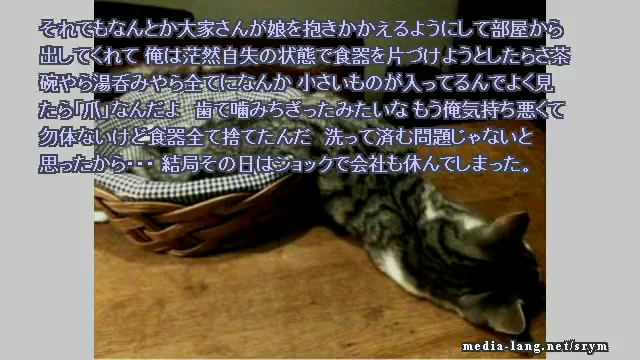 それでもなんとか大家さんが娘を抱きかかえるようにして部屋から
出してくれて 俺は茫然自失の状態で食器を片づけようとしたらさ茶
碗やら湯呑みやら全てになんか 小さいものが入ってるんでよく見
たら「爪」なんだよ　歯で噛みちぎったみたいな もう俺気持ち悪くて
勿体ないけど食器全て捨てたんだ　洗って済む問題じゃないと
思ったから・・・ 結局その日はショックで会社も休んでしまった。
media-lang.net/srym